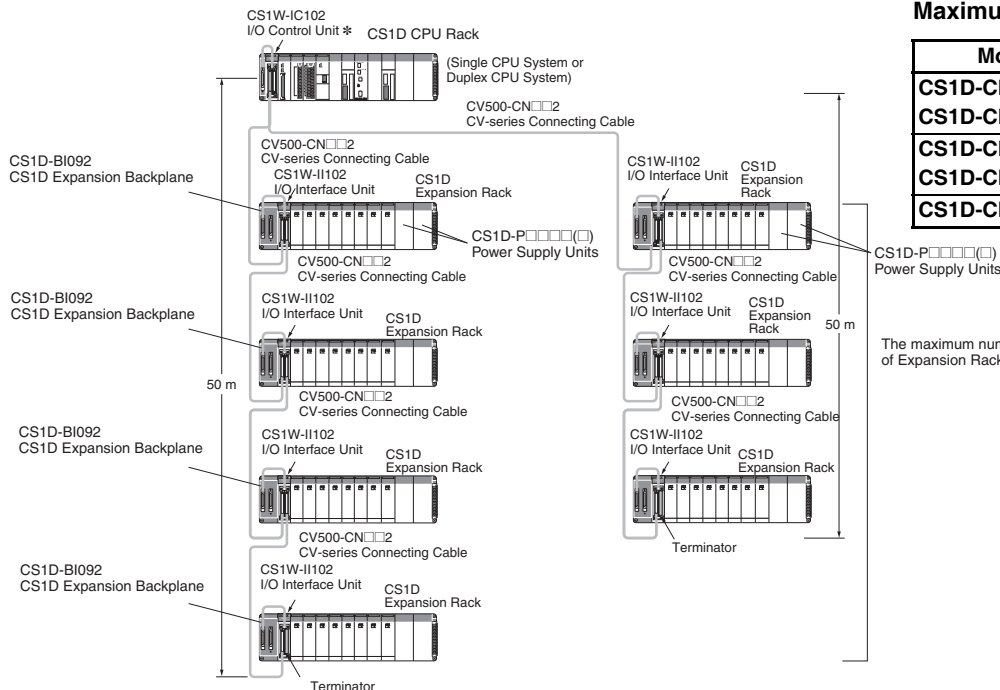 CS1W-IC102
I/O Control Unit *
CS1D CPU Rack
(Single CPU System or
Duplex CPU System)
CV500-CN□□2
CV-series Connecting Cable
CV500-CN□□2
CV-series Connecting Cable
CS1D-BI092
CS1D Expansion Backplane
CS1W-II102
I/O Interface Unit
CS1D
Expansion Rack
CS1D-P□□□□(□)
Power Supply Units
CV500-CN□□2
CV-series Connecting Cable
CS1D-BI092
CS1D Expansion Backplane
CS1W-II102
I/O Interface Unit
CS1D
Expansion Rack
50 m
CV500-CN□□2
CV-series Connecting Cable
CS1D-BI092
CS1D Expansion Backplane
CS1W-II102
I/O Interface Unit
CS1D
Expansion Rack
CV500-CN□□2
CV-series Connecting Cable
CS1D-BI092
CS1D Expansion Backplane
CS1W-II102
I/O Interface Unit
CS1D
Expansion Rack
Terminator
CS1W-II102
I/O Interface Unit
CS1D
Expansion
Rack
CS1D-P□□□□(□)
Power Supply Units
CV500-CN□□2
CV-series Connecting Cable
CS1W-II102
I/O Interface Unit
CS1D
Expansion
Rack
50 m
CV500-CN□□2
CV-series Connecting Cable
CS1W-II102
I/O Interface Unit
CS1D
Expansion Rack
Terminator
Maximu
Mo
CS1D-C
CS1D-C
CS1D-C
CS1D-C
CS1D-C
The maximum num
of Expansion Rack